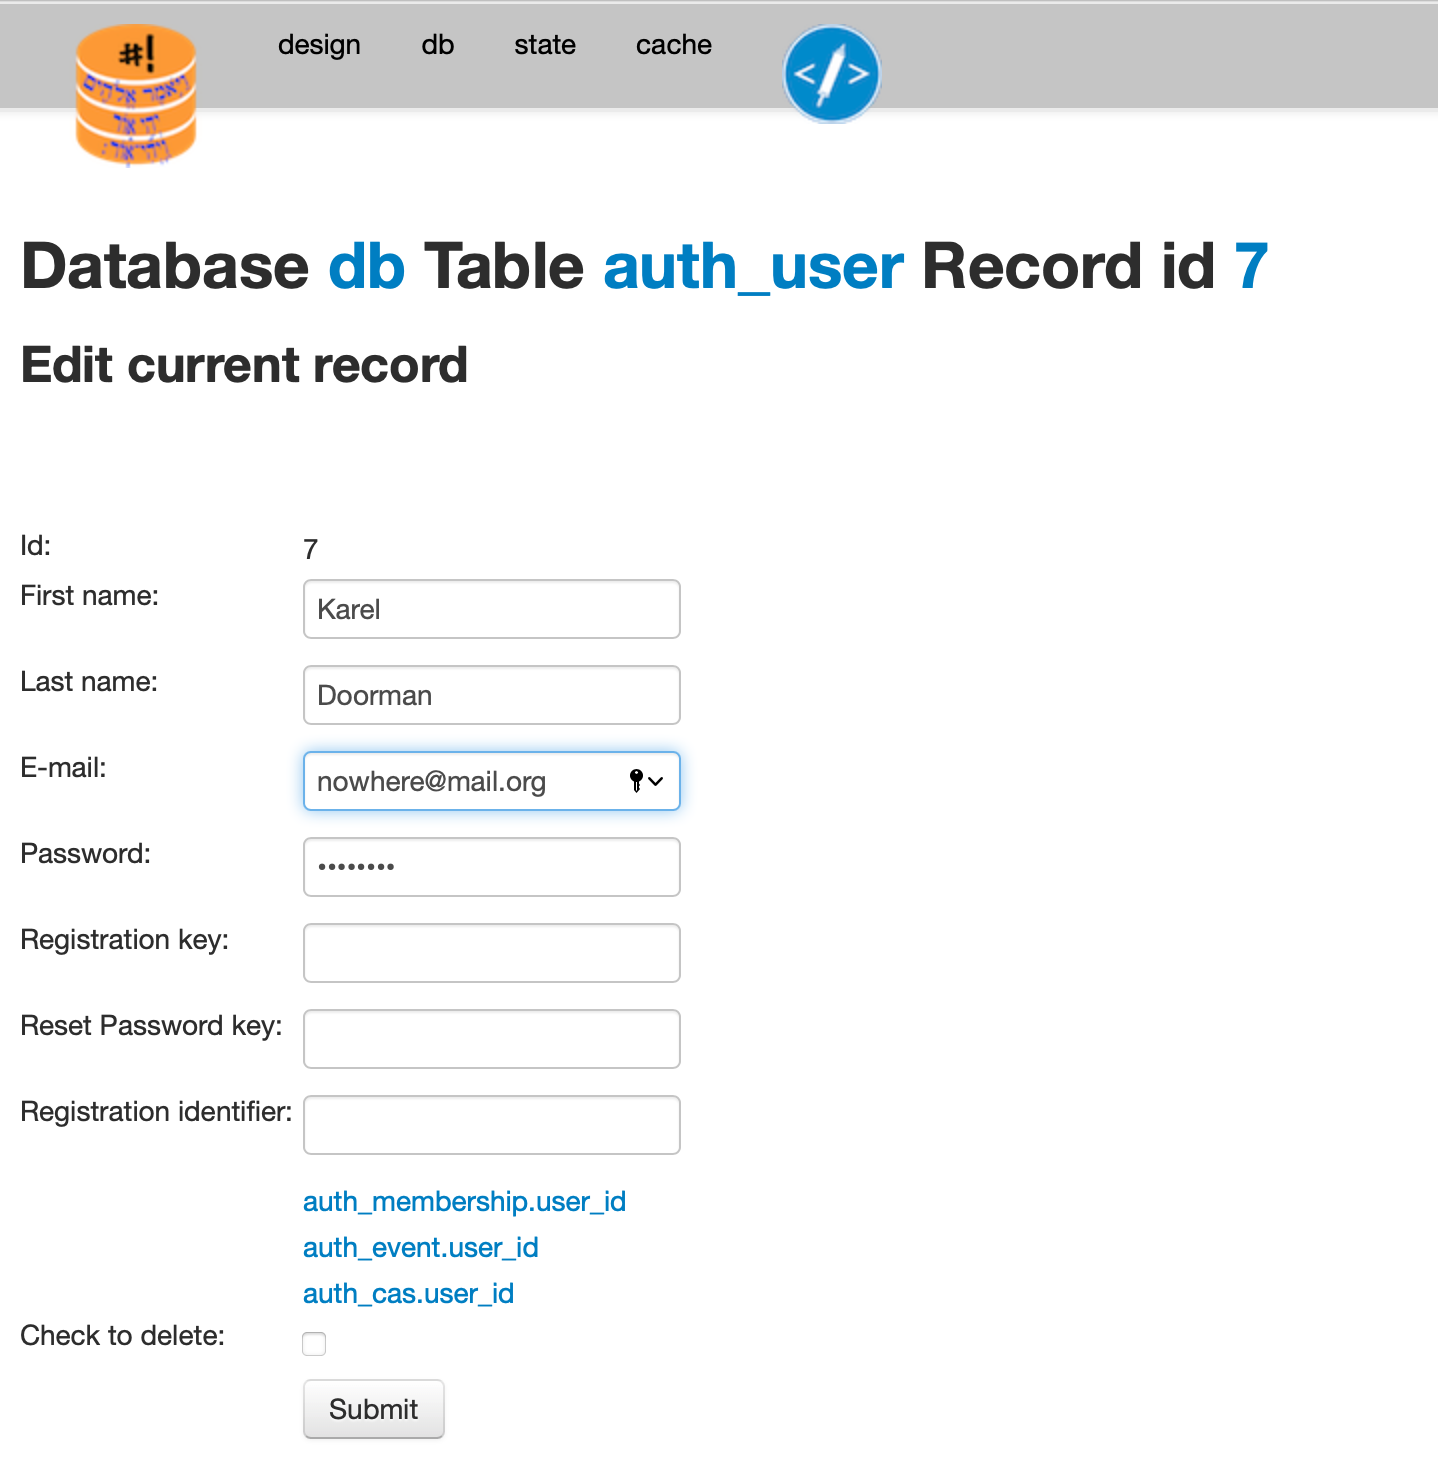 design db state cache
#!
ויאמר אלהים
יהי אור
ויהי אור:
</>
Database db Table auth_user Record id 7
Edit current record
Id: 7
First name: Karel
Last name: Doorman
E-mail: nowhere@mail.org
Password: ••••••••
Registration key:
Reset Password key:
Registration identifier:
auth_membership.user_id
auth_event.user_id
auth_cas.user_id
Check to delete:
Submit